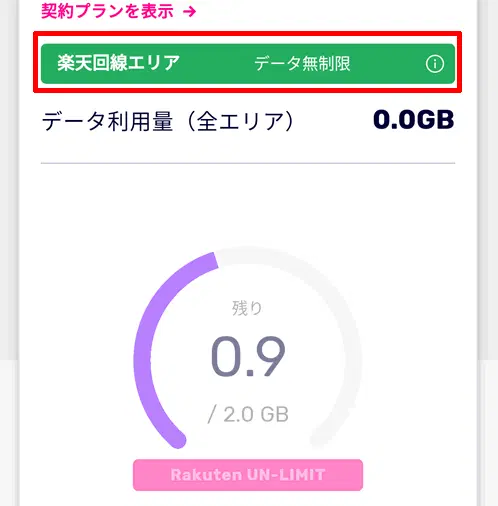 契約プランを表示 →
楽天回線エリア データ無制限
データ利用量（全エリア） 0.0GB
残り
0.9
/ 2.0 GB
Rakuten UN-LIMIT